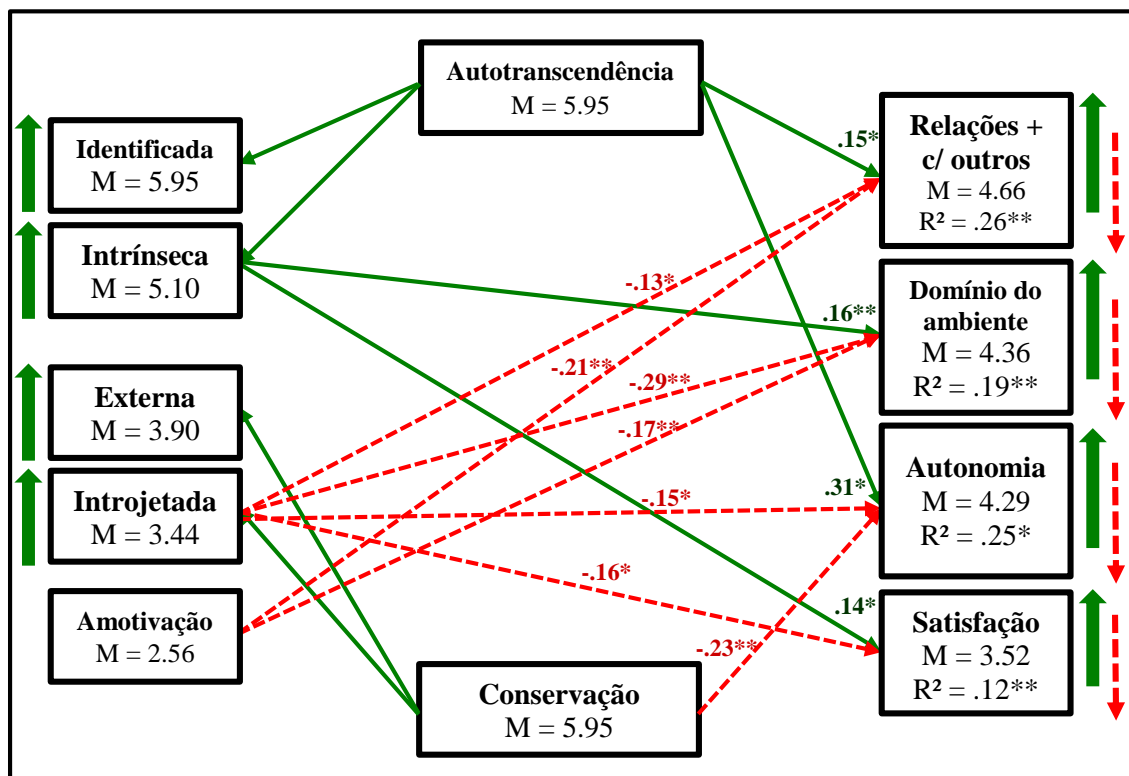 Autotranscendência
M = 5.95
Identificada
M = 5.95
Intrínseca
M = 5.10
Externa
M = 3.90
Introjetada
M = 3.44
Amotivação
M = 2.56
Conservação
M = 5.95
Relações +
c/ outros
M = 4.66
R² = .26**
Domínio do
ambiente
M = 4.36
R² = .19**
Autonomia
M = 4.29
R² = .25*
Satisfação
M = 3.52
R² = .12**
.15*
-.13*
.16**
-.21**
-.29**
-.17**
.31*
-.15*
-.16*
.14*
-.23**